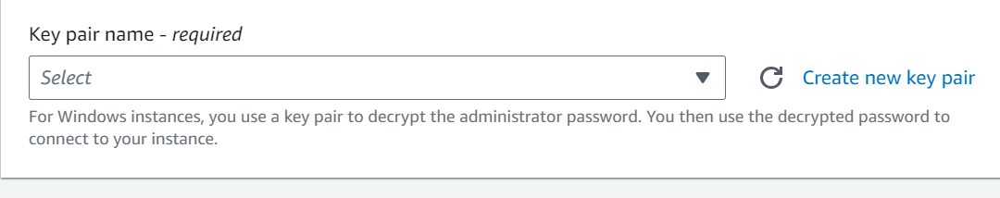 Key pair name - required
Select
Create new key pair
For Windows instances, you use a key pair to decrypt the administrator password. You then use the decrypted password to
connect to your instance.